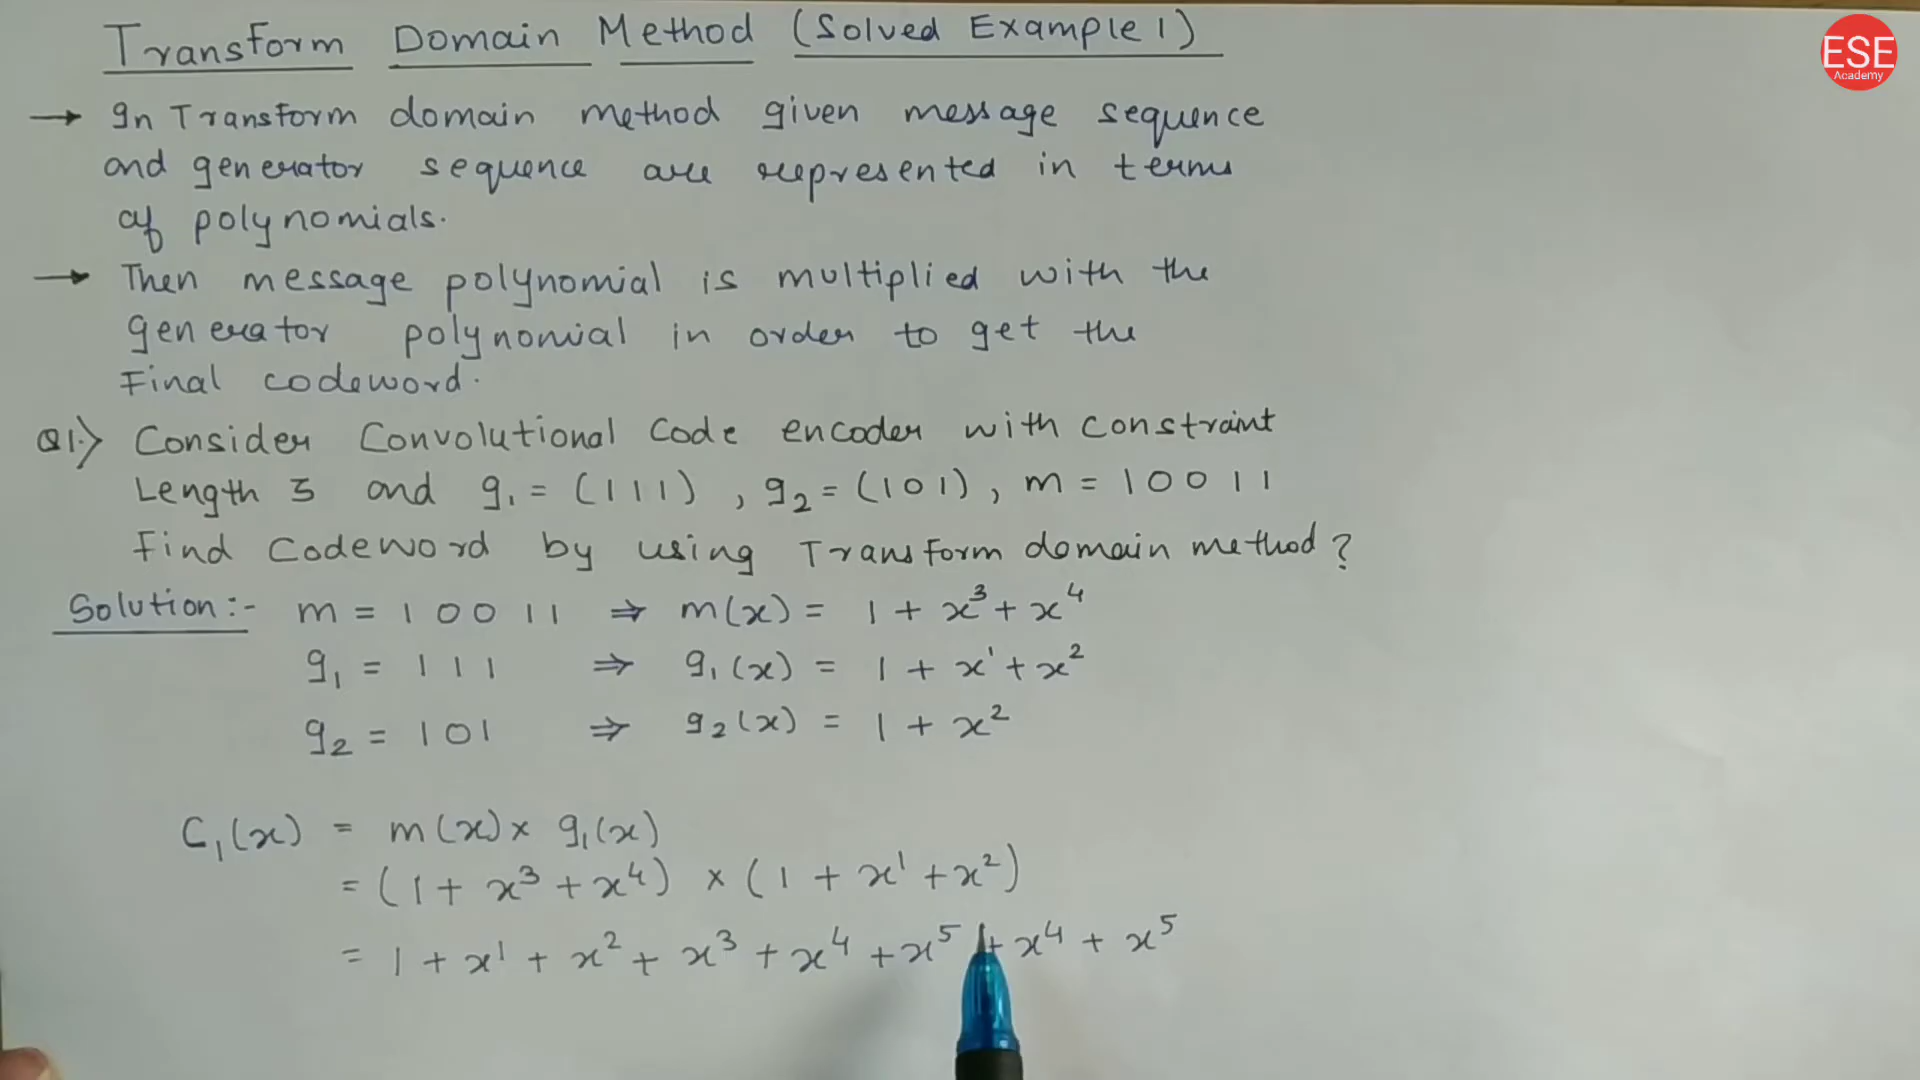 Transform Domain Method (Solved Example 1)
ESE
Academy
→ In Transform domain method given message sequence
and generator sequence are represented in terms
of polynomials.
→ Then message polynomial is multiplied with the
generator polynomial in order to get the
Final codeword.
Q1.) Consider Convolutional Code encoder with constraint
Length 3 and g₁ = (111), g₂ = (101), m = 10011
Find Codeword by using Transform domain method?
Solution:- m = 10011 ⇒ m(x) = 1 + x³ + x⁴
g₁ = 111 ⇒ g₁(x) = 1 + x¹ + x²
g₂ = 101 ⇒ g₂(x) = 1 + x²
C₁(x) = m(x) × g₁(x)
= (1 + x³ + x⁴) × (1 + x¹ + x²)
= 1 + x¹ + x² + x³ + x⁴ + x⁵ + x⁴ + x⁵